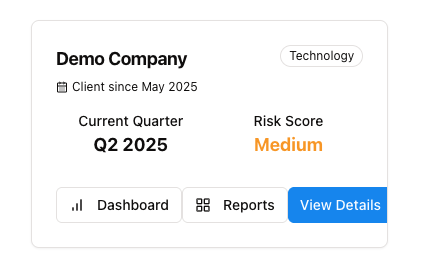 Demo Company
Technology
Client since May 2025
Current Quarter
Risk Score
Q2 2025
Medium
Dashboard
Reports
View Details